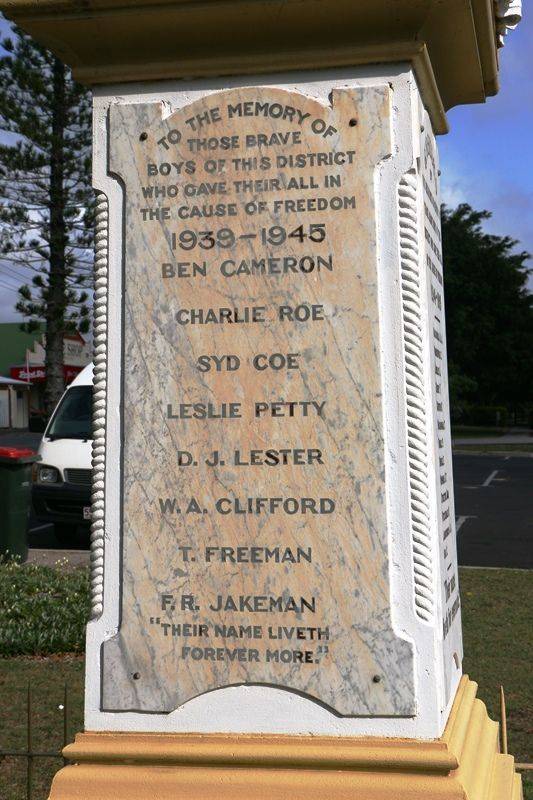 TO THE MEMORY OF
THOSE BRAVE
BOYS OF THIS DISTRICT
WHO GAVE THEIR ALL IN
THE CAUSE OF FREEDOM
1939-1945
BEN CAMERON
CHARLIE ROE
SYD COE
LESLIE PETTY
D. J. LESTER
W. A. CLIFFORD
T. FREEMAN
F. R. JAKEMAN
"THEIR NAME LIVETH
FOREVER MORE."